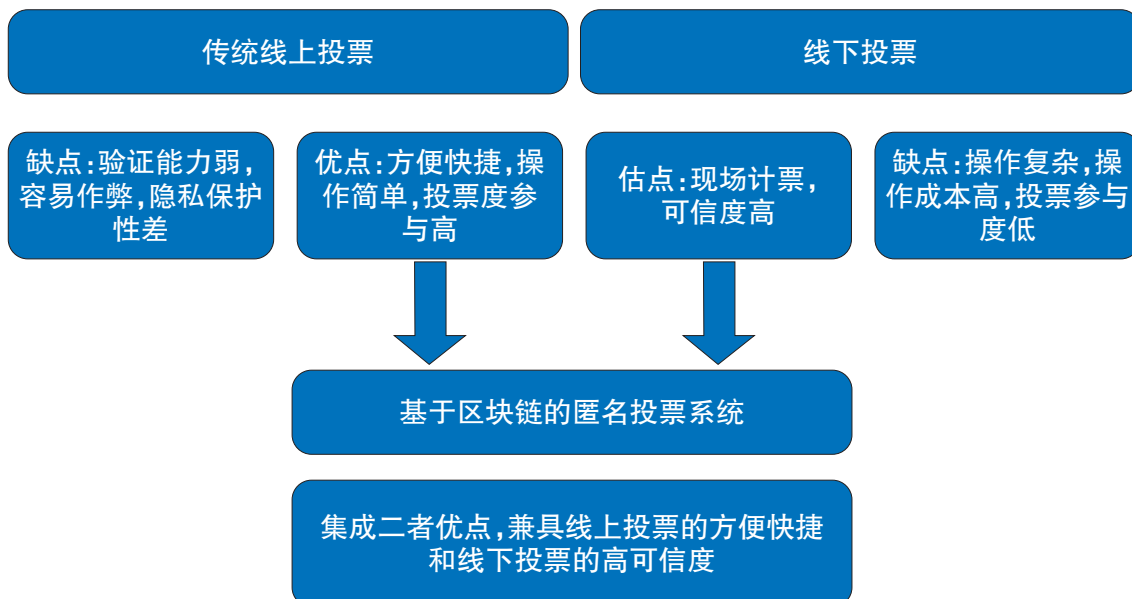 传统线上投票
线下投票
缺点:验证能力弱,
容易作弊,隐私保护
性差
优点:方便快捷,操
作简单,投票度参
与高
估点:现场计票,
可信度高
缺点:操作复杂,操
作成本高,投票参与
度低
基于区块链的匿名投票系统
集成二者优点,兼具线上投票的方便快捷
和线下投票的高可信度